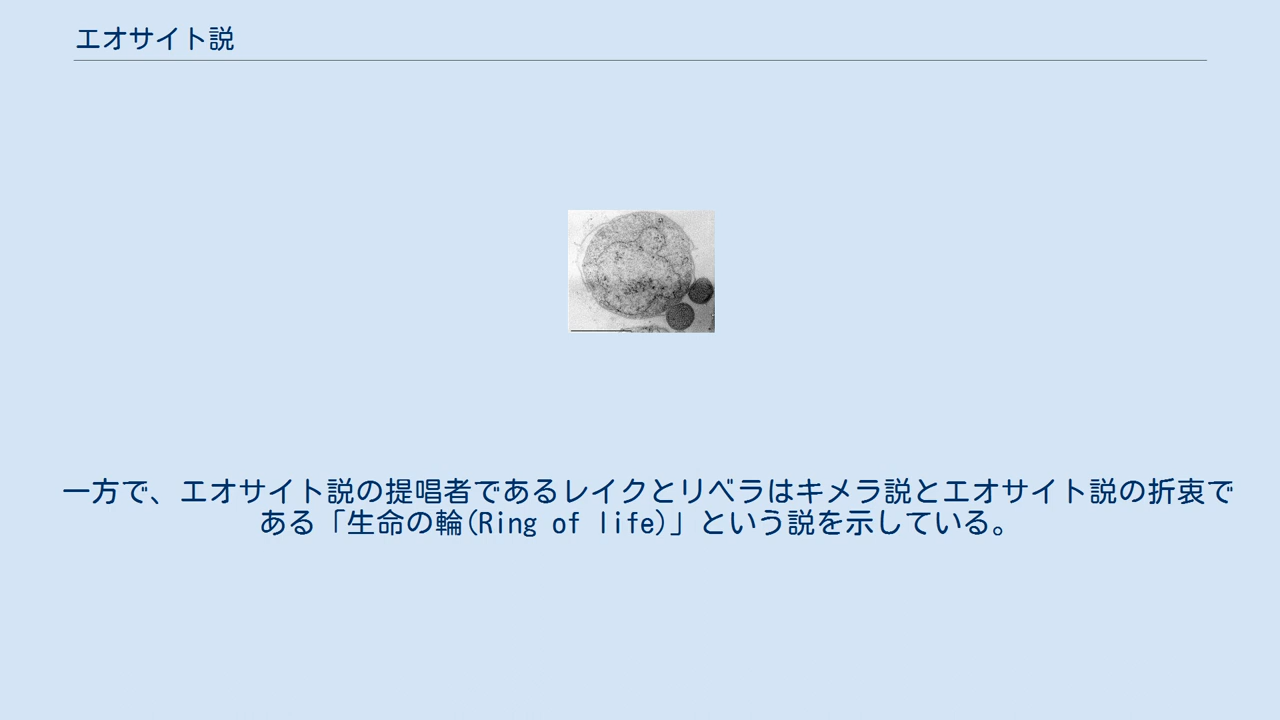 エオサイト説
一方で、エオサイト説の提唱者であるレイクとリベラはキメラ説とエオサイト説の折衷で
ある「生命の輪(Ring of life)」という説を示している。